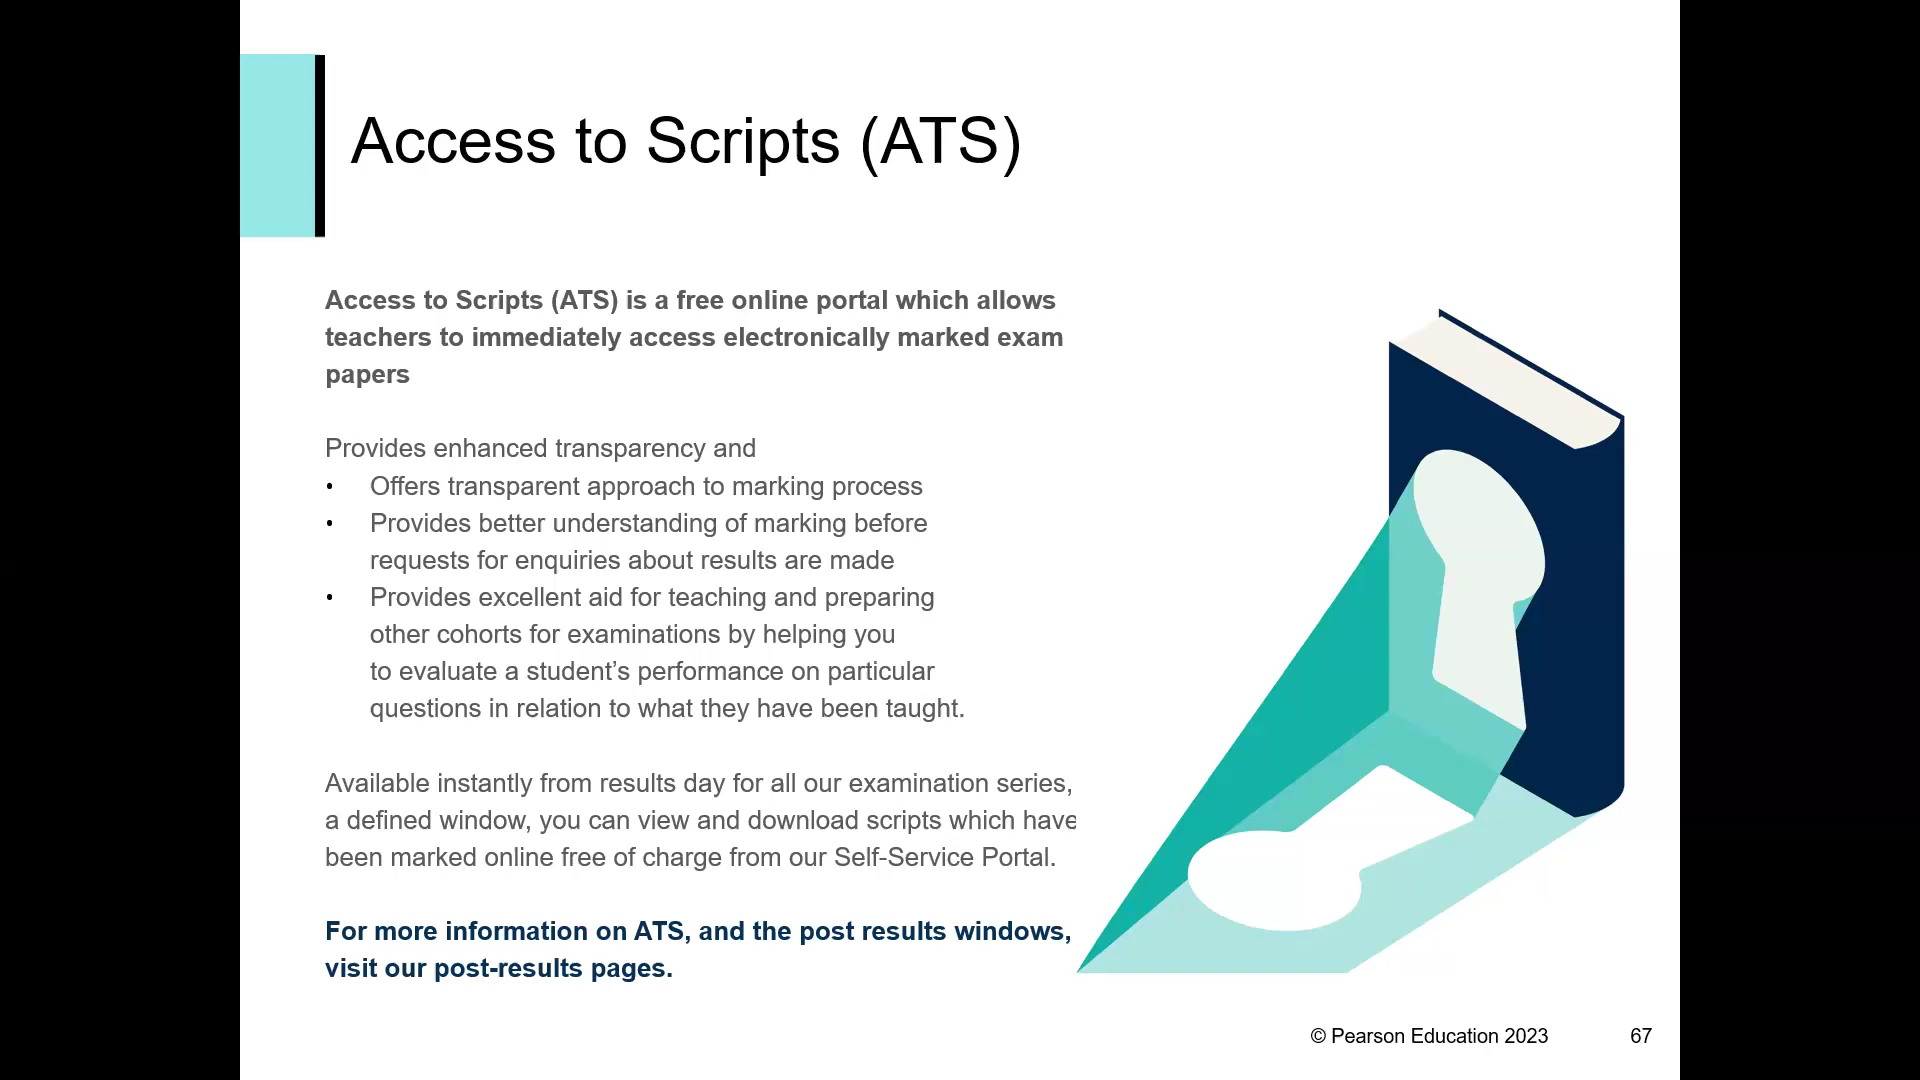 Access to Scripts (ATS)
Access to Scripts (ATS) is a free online portal which allows
teachers to immediately access electronically marked exam
papers
Provides enhanced transparency and
• Offers transparent approach to marking process
• Provides better understanding of marking before
requests for enquiries about results are made
• Provides excellent aid for teaching and preparing
other cohorts for examinations by helping you
to evaluate a student’s performance on particular
questions in relation to what they have been taught.
Available instantly from results day for all our examination series,
a defined window, you can view and download scripts which have
been marked online free of charge from our Self-Service Portal.
For more information on ATS, and the post results windows,
visit our post-results pages.
© Pearson Education 2023
67